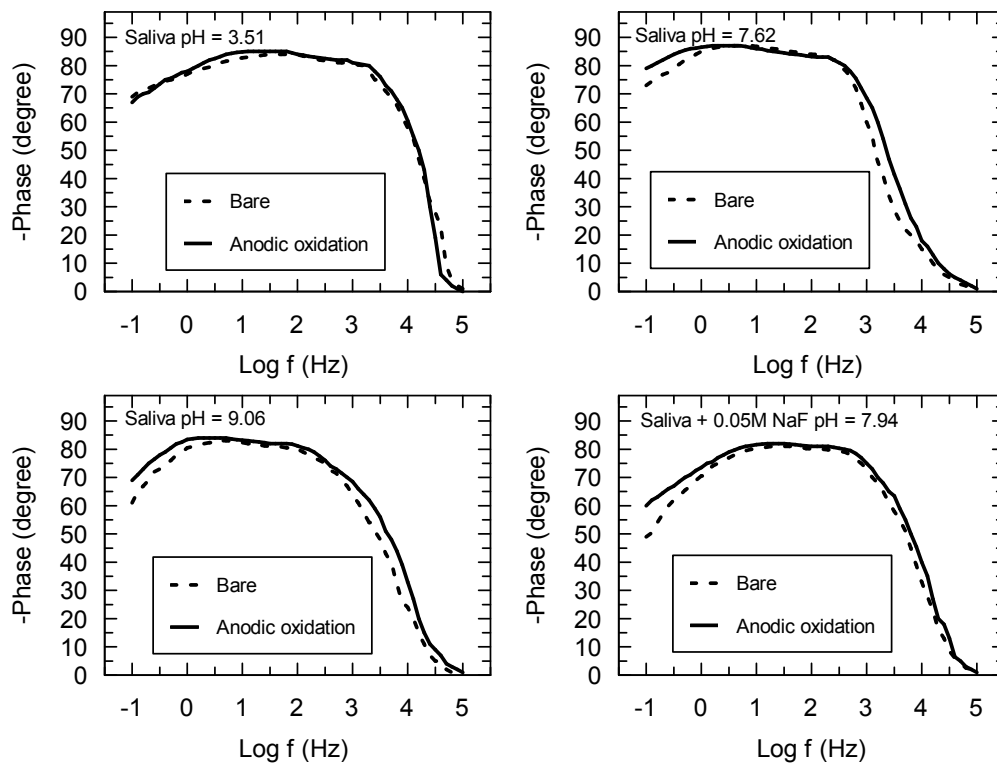 Saliva pH = 3.51
-Phase (degree)
90
80
70
60
50
40
30
20
10
0
Bare
Anodic oxidation
-1 0 1 2 3 4 5
Log f (Hz)
Saliva pH = 7.62
-Phase (degree)
90
80
70
60
50
40
30
20
10
0
Bare
Anodic oxidation
-1 0 1 2 3 4 5
Log f (Hz)
Saliva pH = 9.06
-Phase (degree)
90
80
70
60
50
40
30
20
10
0
Bare
Anodic oxidation
-1 0 1 2 3 4 5
Log f (Hz)
Saliva + 0.05M NaF pH = 7.94
-Phase (degree)
90
80
70
60
50
40
30
20
10
0
Bare
Anodic oxidation
-1 0 1 2 3 4 5
Log f (Hz)